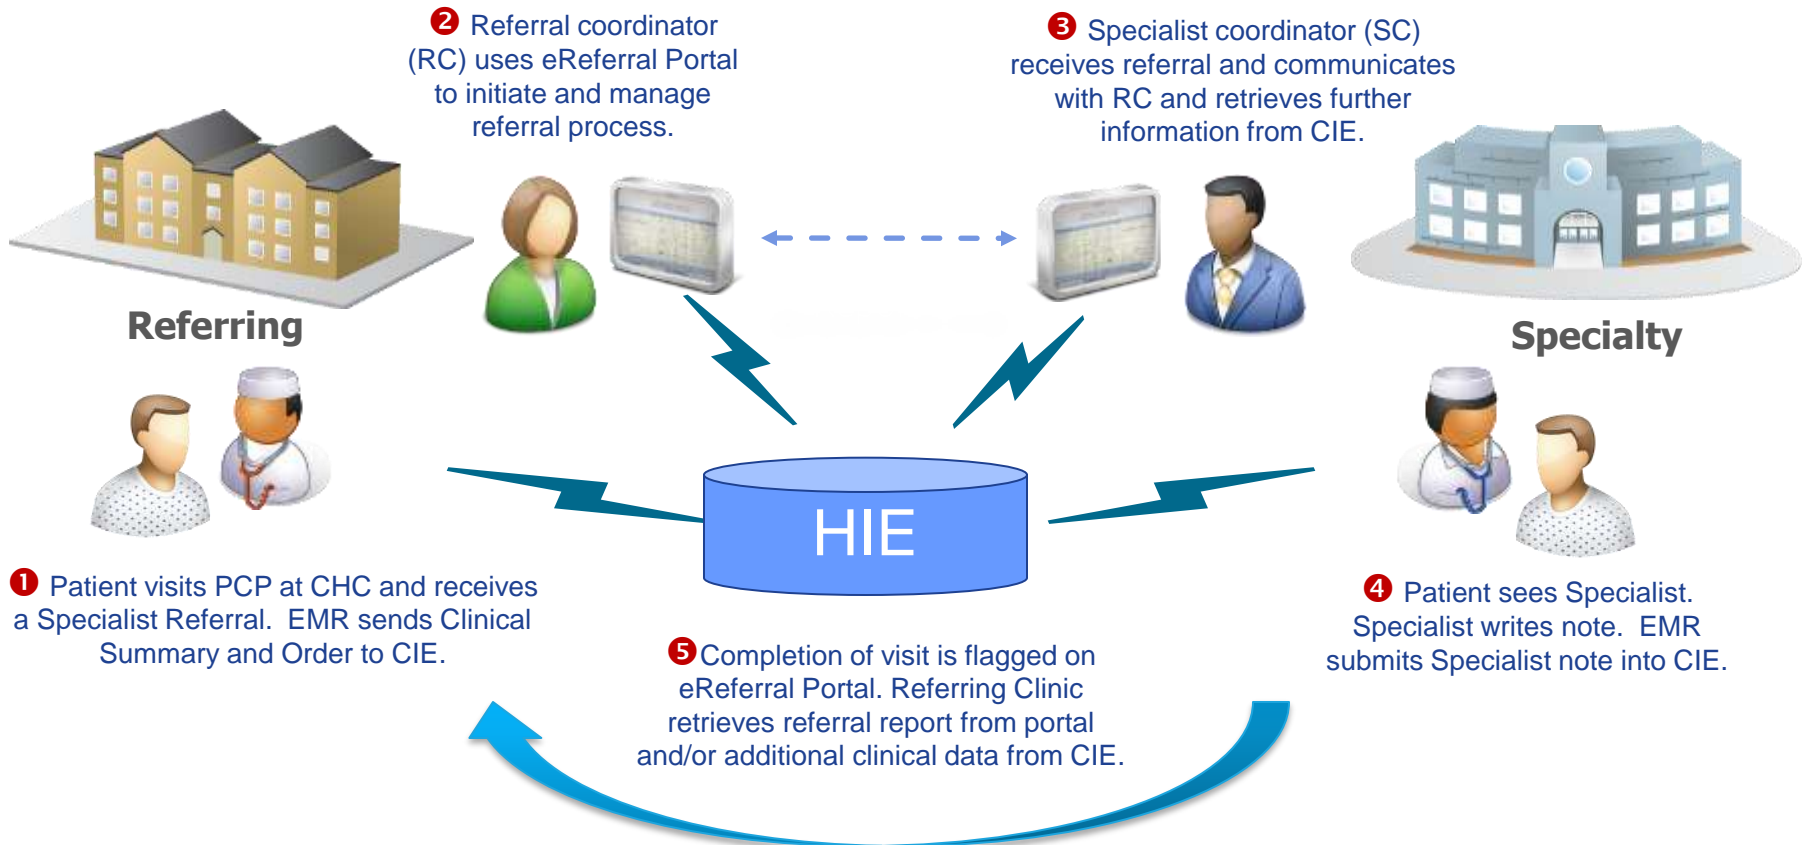 ❷ Referral coordinator
(RC) uses eReferral Portal
to initiate and manage
referral process.
❸ Specialist coordinator (SC)
receives referral and communicates
with RC and retrieves further
information from CIE.
Referring
Specialty
HIE
❶ Patient visits PCP at CHC and receives
a Specialist Referral.  EMR sends Clinical
Summary and Order to CIE.
❹ Patient sees Specialist.
Specialist writes note.  EMR
submits Specialist note into CIE.
❺Completion of visit is flagged on
eReferral Portal. Referring Clinic
retrieves referral report from portal
and/or additional clinical data from CIE.